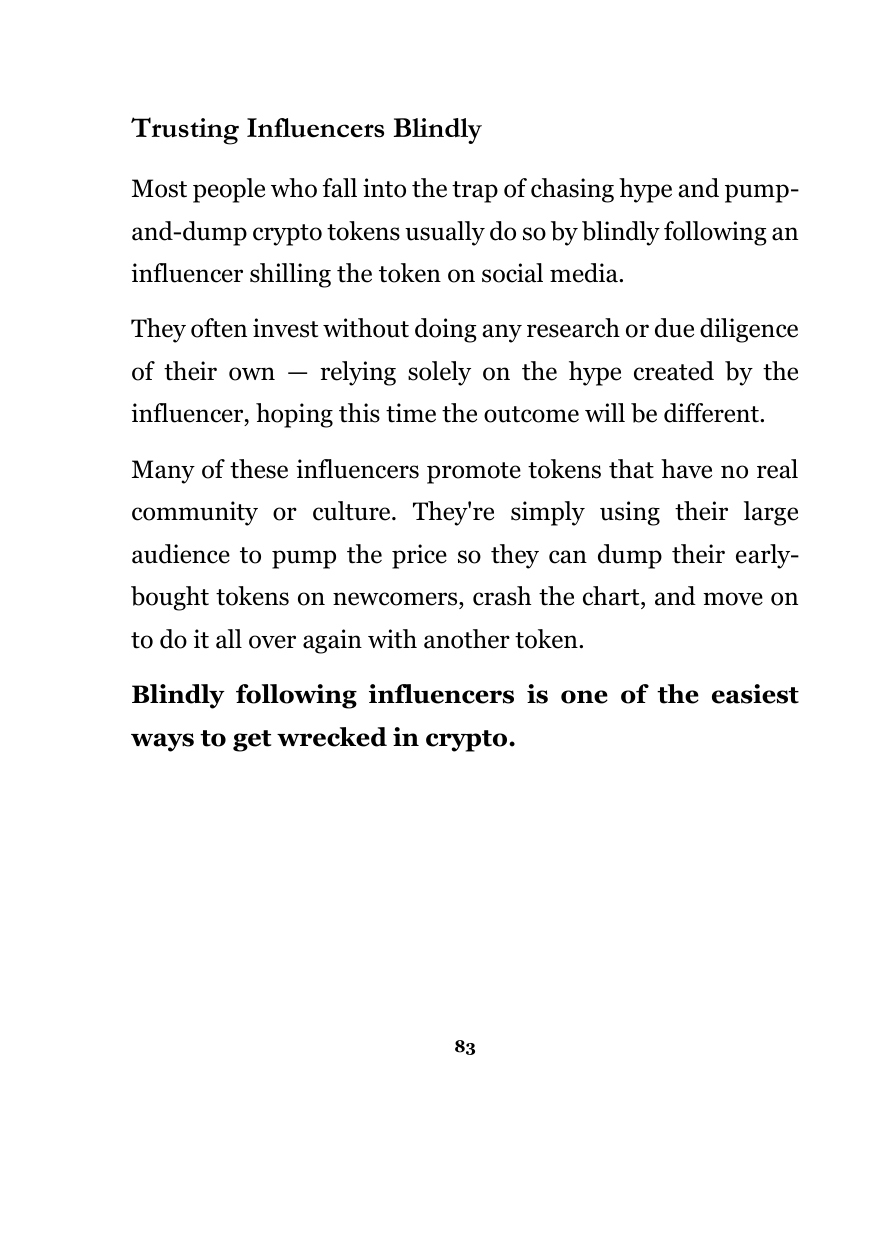 Trusting Influencers Blindly
Most people who fall into the trap of chasing hype and pump-
and-dump crypto tokens usually do so by blindly following an
influencer shilling the token on social media.
They often invest without doing any research or due diligence
of their own — relying solely on the hype created by the
influencer, hoping this time the outcome will be different.
Many of these influencers promote tokens that have no real
community or culture. They're simply using their large
audience to pump the price so they can dump their early-
bought tokens on newcomers, crash the chart, and move on
to do it all over again with another token.
Blindly following influencers is one of the easiest
ways to get wrecked in crypto.
83